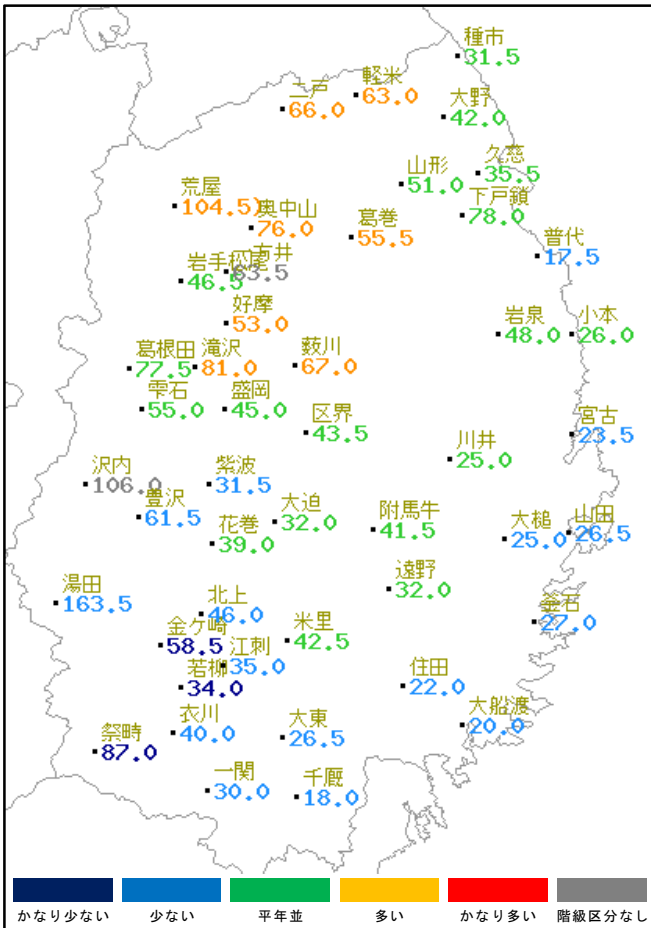 種市
31.5
軽米
63.0
二戸
66.0
大野
42.0
久慈
35.5
山形
51.0
荒屋
104.5)
下戸鎖
78.0
奥中山
76.0
葛巻
55.5
普代
17.5
岩手松尾
46.5
63.5
好摩
53.0
岩泉
48.0
小本
26.0
葛根田
77.5
滝沢
81.0
薮川
67.0
雫石
55.0
盛岡
45.0
区界
43.5
宮古
23.5
川井
25.0
沢内
106.0
紫波
31.5
豊沢
61.5
大迫
32.0
花巻
39.0
附馬牛
41.5
大槌
25.0
山田
26.5
湯田
163.5
遠野
32.0
北上
46.0
釜石
27.0
金ケ崎
58.5
米里
42.5
江刺
35.0
若柳
34.0
住田
22.0
衣川
40.0
大東
26.5
大船渡
20.0
祭畤
87.0
一関
30.0
千厩
18.0
かなり少ない 少ない 平年並 多い かなり多い 階級区分なし